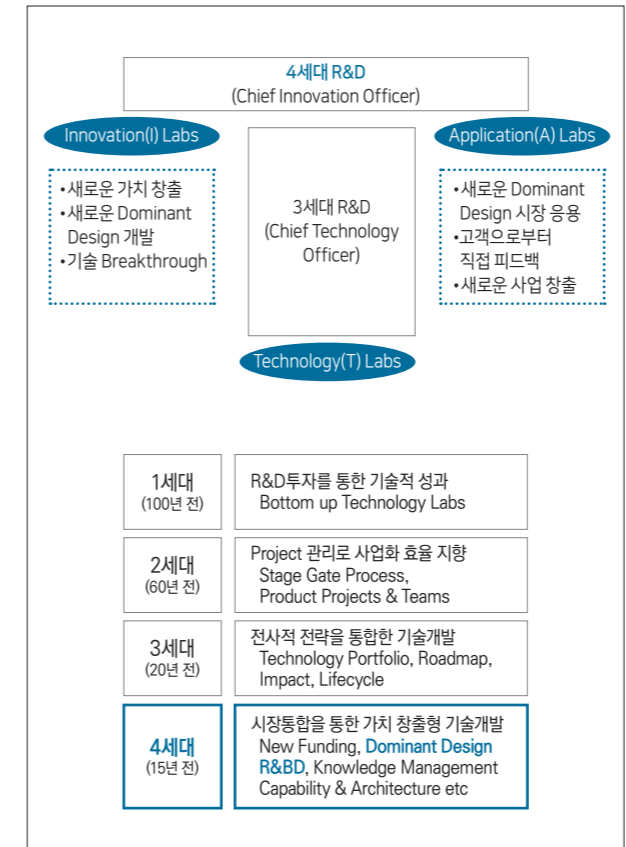 4세대 R&D
(Chief Innovation Officer)
Innovation(I) Labs
Application(A) Labs
•새로운 가치 창출
•새로운 Dominant
Design 개발
•기술 Breakthrough
3세대 R&D
(Chief Technology
Officer)
•새로운 Dominant
Design 시장 응용
•고객으로부터
직접 피드백
•새로운 사업 창출
Technology(T) Labs
1세대
(100년 전)
R&D투자를 통한 기술적 성과
Bottom up Technology Labs
2세대
(60년 전)
Project 관리로 사업화 효율 지향
Stage Gate Process,
Product Projects & Teams
3세대
(20년 전)
전사적 전략을 통합한 기술개발
Technology Portfolio, Roadmap,
Impact, Lifecycle
4세대
(15년 전)
시장통합을 통한 가치 창출형 기술개발
New Funding, Dominant Design
R&BD, Knowledge Management
Capability & Architecture etc